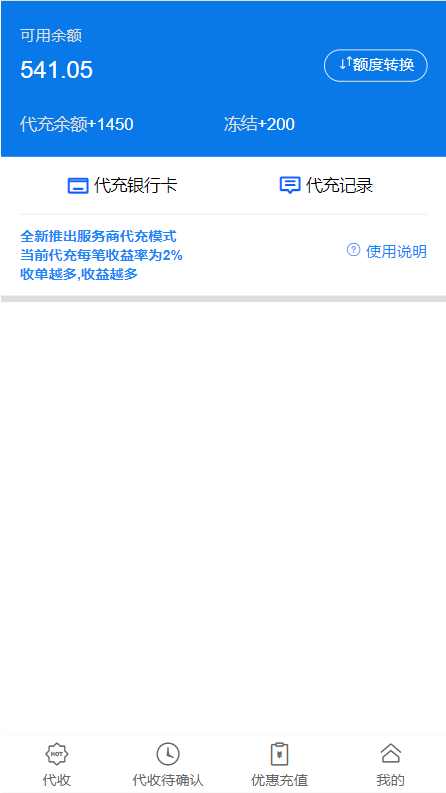 可用余额
541.05
额度转换
代充余额+1450 冻结+200
代充银行卡 代充记录
全新推出服务商代充模式
当前代充每笔收益率为2%
收单越多,收益越多
使用说明
HOT
代收 代收待确认 优惠充值 我的